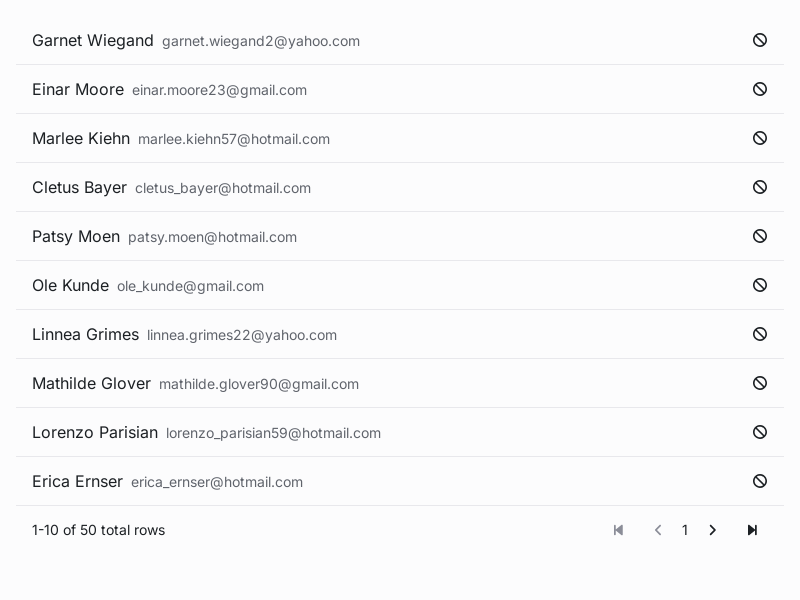 Garnet Wiegand garnet.wiegand2@yahoo.com
Einar Moore einar.moore23@gmail.com
Marlee Kiehn marlee.kiehn57@hotmail.com
Cletus Bayer cletus_bayer@hotmail.com
Patsy Moen patsy.moen@hotmail.com
Ole Kunde ole_kunde@gmail.com
Linnea Grimes linnea.grimes22@yahoo.com
Mathilde Glover mathilde.glover90@gmail.com
Lorenzo Parisian lorenzo_parisian59@hotmail.com
Erica Ernser erica_ernser@hotmail.com
1-10 of 50 total rows 1